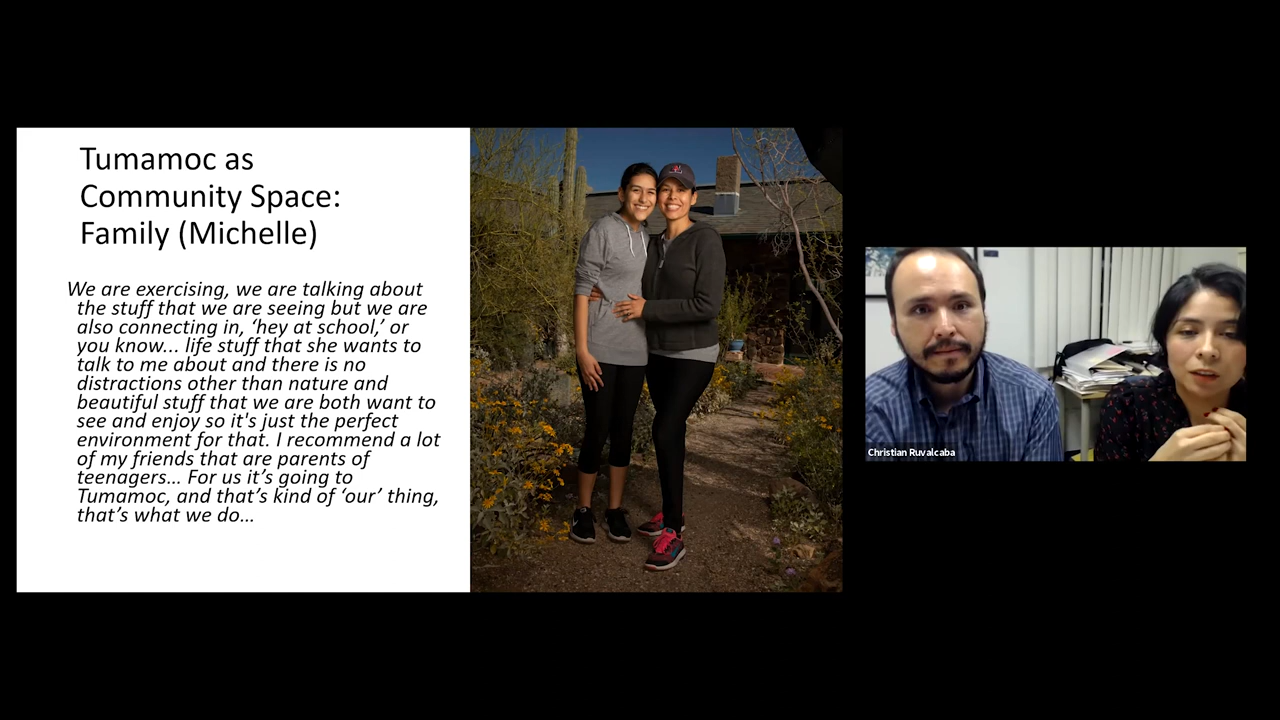 Tumamoc as
Community Space:
Family (Michelle)
We are exercising, we are talking about
the stuff that we are seeing but we are
also connecting in, ‘hey at school,’ or
you know... life stuff that she wants to
talk to me about and there is no
distractions other than nature and
beautiful stuff that we are both want to
see and enjoy so it's just the perfect
environment for that. I recommend a lot
of my friends that are parents of
teenagers… For us it’s going to
Tumamoc, and that’s kind of ‘our’ thing,
that’s what we do…
Christian Ruvalcaba